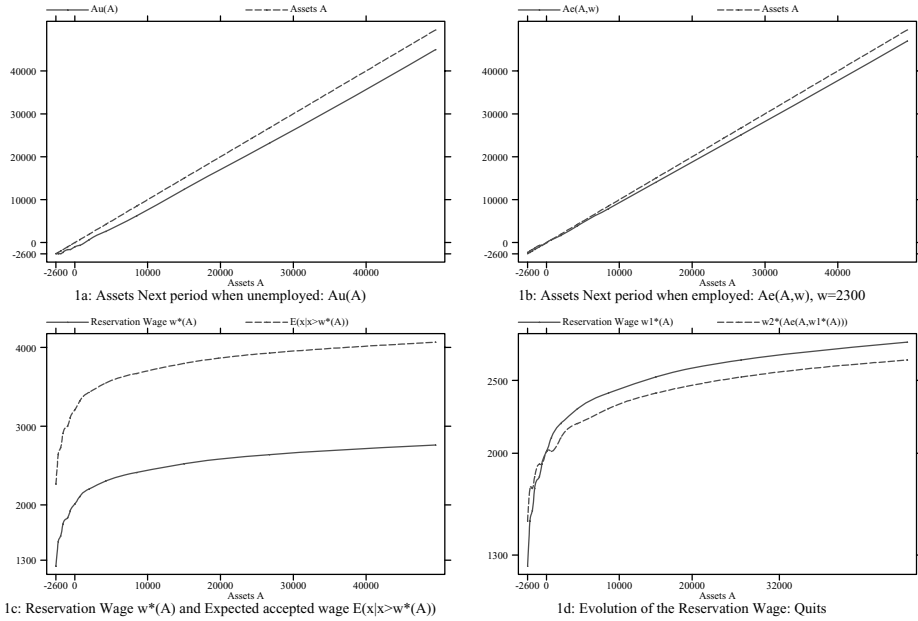 Au(A) Assets A
40000
30000
20000
10000
0
-2600
-2600 0 10000 20000 30000 40000
Assets A
1a: Assets Next period when unemployed: Au(A)
Ae(A,w) Assets A
40000
30000
20000
10000
0
-2600
-2600 0 10000 20000 30000 40000
Assets A
1b: Assets Next period when employed: Ae(A,w), w=2300
Reservation Wage w*(A) E(x|x>w*(A))
4000
3000
2000
1300
-2600 0 10000 20000 30000 40000
Assets A
1c: Reservation Wage w*(A) and Expected accepted wage E(x|x>w*(A))
Reservation Wage w1*(A) w2*(Ae(A,w1*(A)))
2500
2000
1300
-2600 0 10000 20000 32000
Assets A
1d: Evolution of the Reservation Wage: Quits